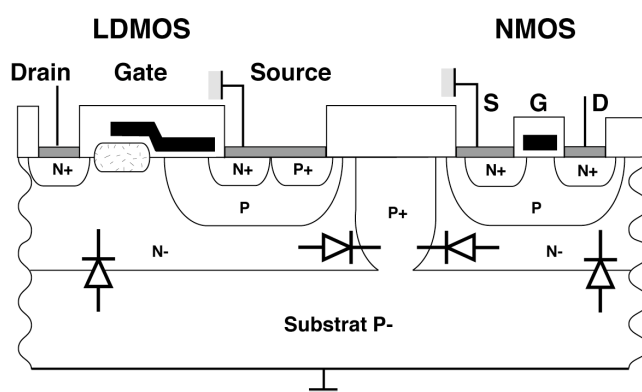 LDMOS NMOS
Drain Gate Source S G D
N+ N+ P+ N+ N+
P P+ P
N- N-
Substrat P-